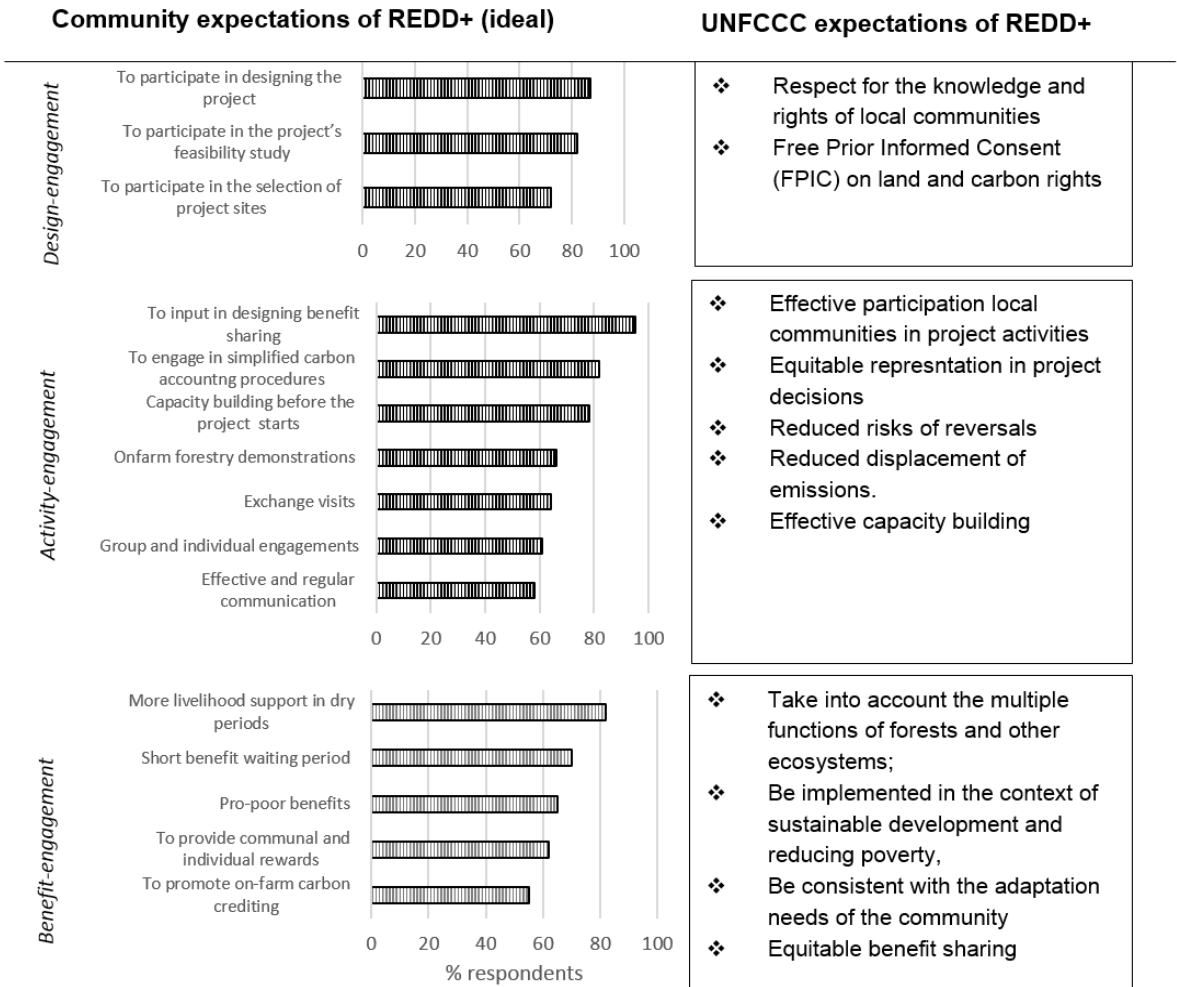 Community expectations of REDD+ (ideal)
UNFCCC expectations of REDD+
Design-engagement
To participate in designing the
project
To participate in the project's
feasibility study
To participate in the selection of
project sites
0 20 40 60 80 100
❖ Respect for the knowledge and
rights of local communities
❖ Free Prior Informed Consent
(FPIC) on land and carbon rights
Activity-engagement
To input in designing benefit
sharing
To engage in simplified carbon
accountng procedures
Capacity building before the
project starts
Onfarm forestry demonstrations
Exchange visits
Group and individual engagements
Effective and regular
communication
0 20 40 60 80 100
❖ Effective participation local
communities in project activities
❖ Equitable represntation in project
decisions
❖ Reduced risks of reversals
❖ Reduced displacement of
emissions.
❖ Effective capacity building
Benefit-engagement
More livelihood support in dry
periods
Short benefit waiting period
Pro-poor benefits
To provide communal and
individual rewards
To promote on-farm carbon
crediting
0 20 40 60 80 100
% respondents
❖ Take into account the multiple
functions of forests and other
ecosystems;
❖ Be implemented in the context of
sustainable development and
reducing poverty,
❖ Be consistent with the adaptation
needs of the community
❖ Equitable benefit sharing